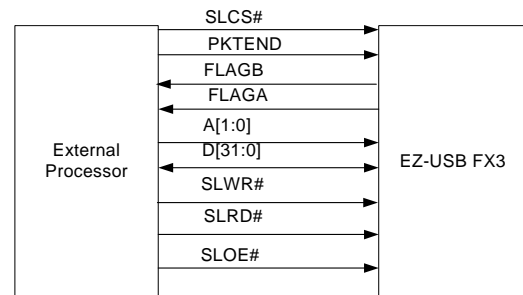 SLCS#
PKTEND
FLAGB
FLAGA
A[1:0]
D[31:0]
SLWR#
SLRD#
SLOE#
External
Processor
EZ-USB FX3